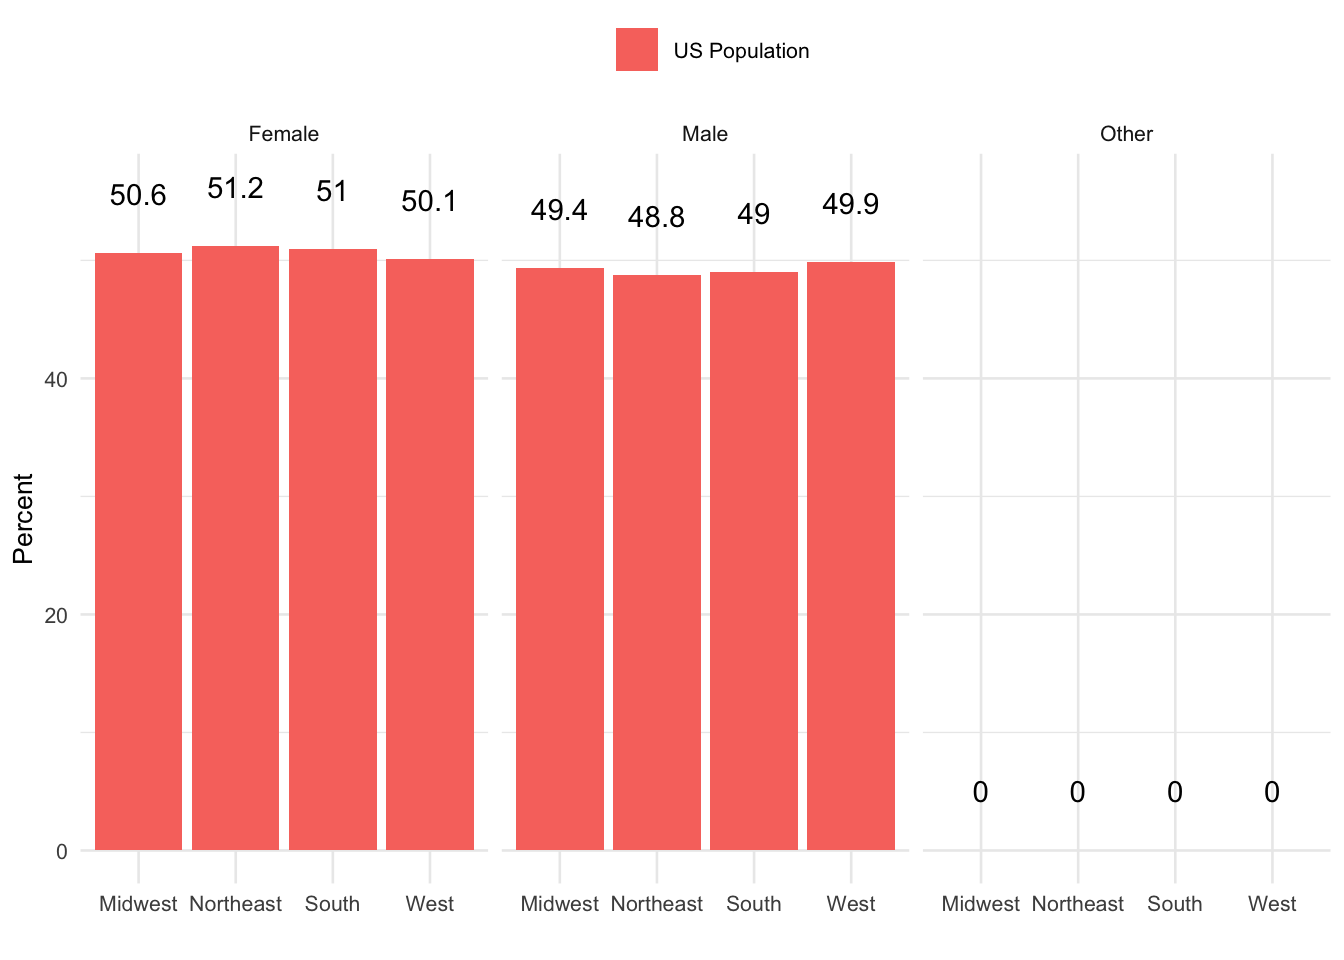 US Population
Female Male Other
50.6 51.2 51 50.1 49.4 48.8 49 49.9
40
Percent
20
0 0 0 0
0
Midwest Northeast South West Midwest Northeast South West Midwest Northeast South West